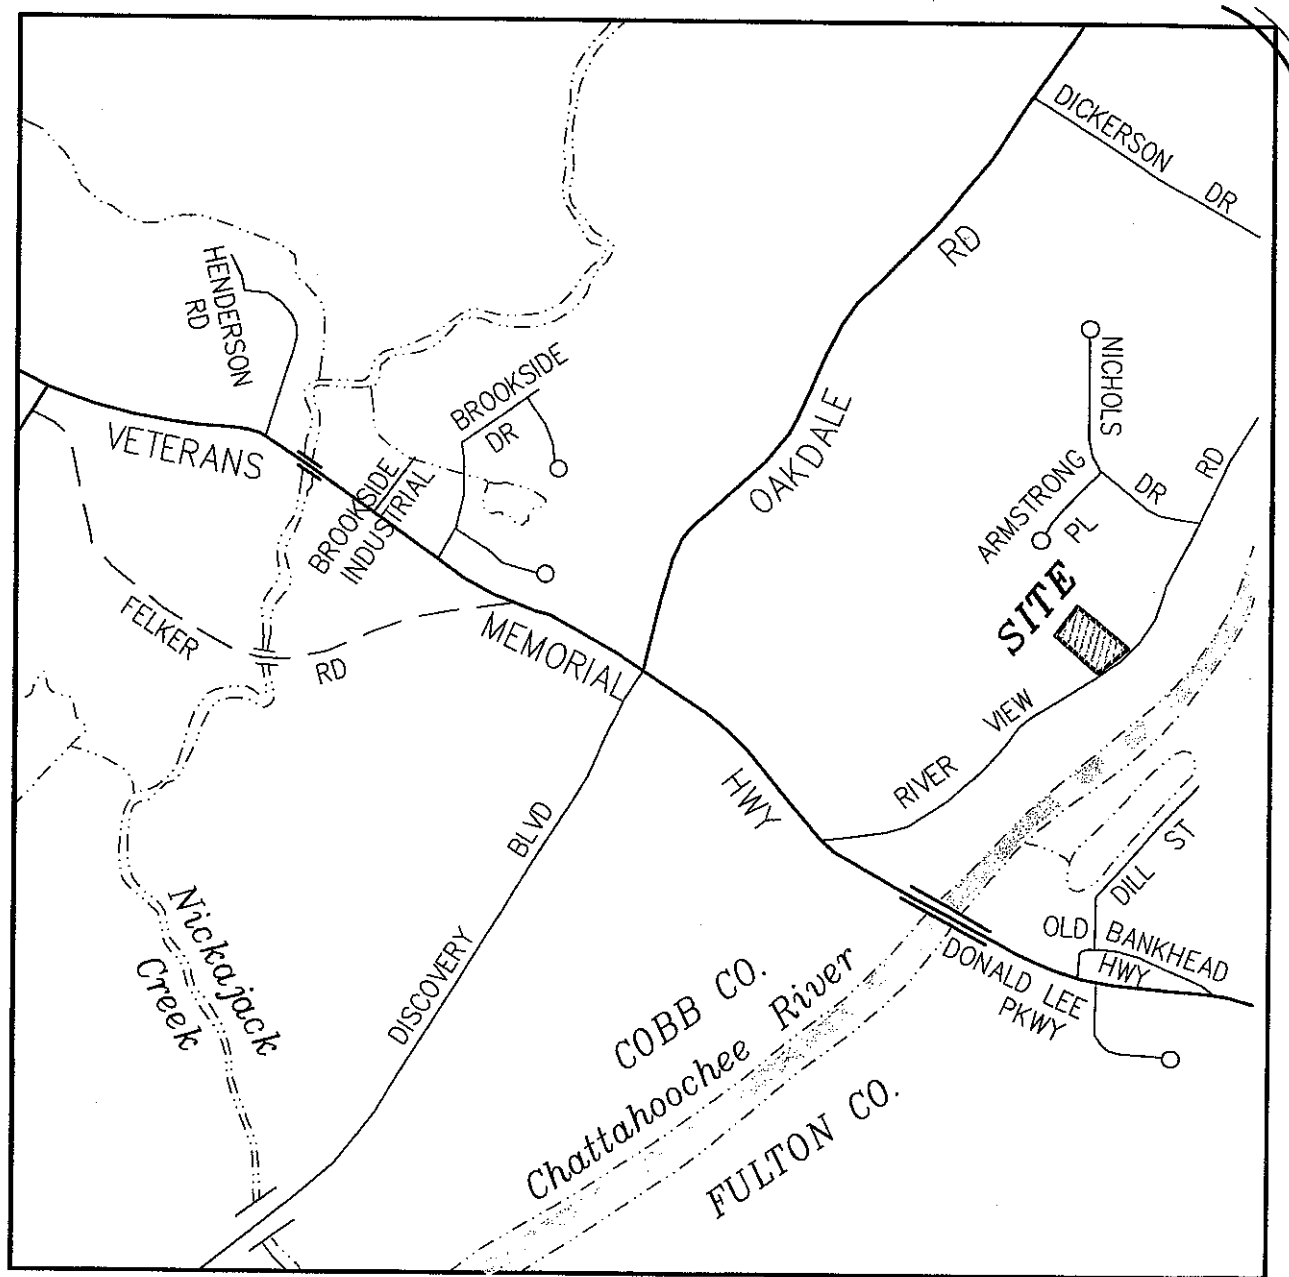 DICKERSON DR
RD
HENDERSON
RD
NICHOLS
BROOKSIDE
DR
OAKDALE
VETERANS
RD
ARMSTRONG
DR
PL
BROOKSIDE
INDUSTRIAL
SITE
FELKER
RD
MEMORIAL
VIEW
RIVER
HWY
BLVD
ST
DILL
Nickajack
Creek
OLD BANKHEAD
HWY
DISCOVERY
DONALD LEE
PKWY
COBB CO.
Chattahoochee River
FULTON CO.